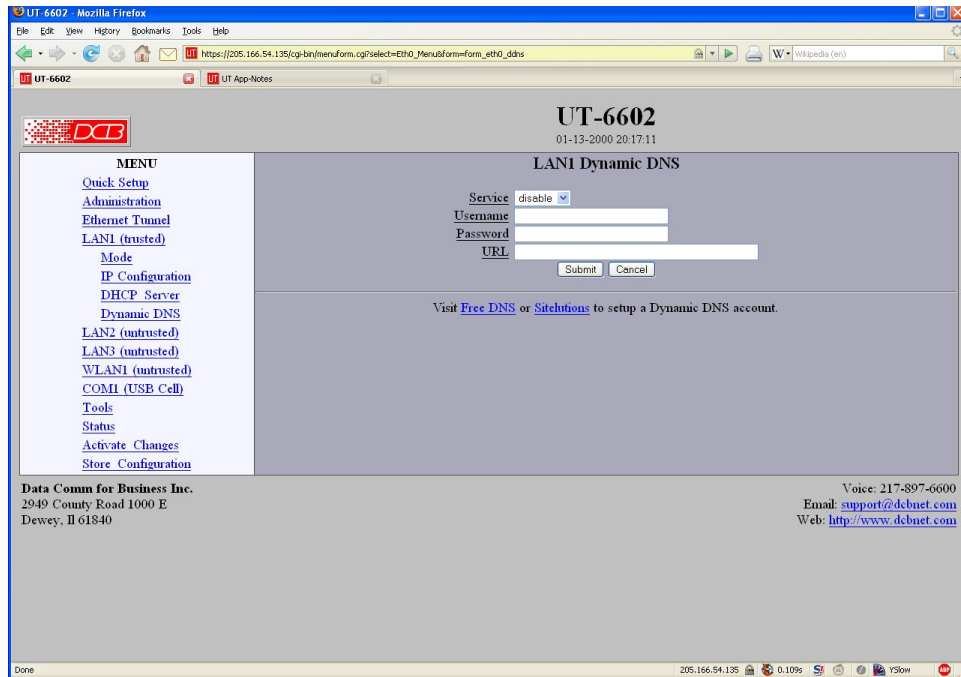 UT-6602 - Mozilla Firefox
File Edit View History Bookmarks Tools Help
https://205.166.54.135/cgi-bin/menuform.cgi?select=Eth0_Menu&form=form_eth0_ddns
W Wikipedia (en)
UT UT-6602
UT UT App-Notes
DCB
UT-6602
01-13-2000 20:17:11
MENU
Quick Setup
Administration
Ethernet Tunnel
LAN1 (trusted)
Mode
IP Configuration
DHCP Server
Dynamic DNS
LAN2 (untrusted)
LAN3 (untrusted)
WLAN1 (untrusted)
COM1 (USB Cell)
Tools
Status
Activate Changes
Store Configuration
LAN1 Dynamic DNS
Service disable
Username
Password
URL
Submit Cancel
Visit Free DNS or Sitelutions to setup a Dynamic DNS account.
Data Comm for Business Inc.
2949 County Road 1000 E
Dewey, Il 61840
Voice: 217-897-6600
Email: support@dcbnet.com
Web: http://www.dcbnet.com
Done
205.166.54.135 0.109s S! YSlow ABP